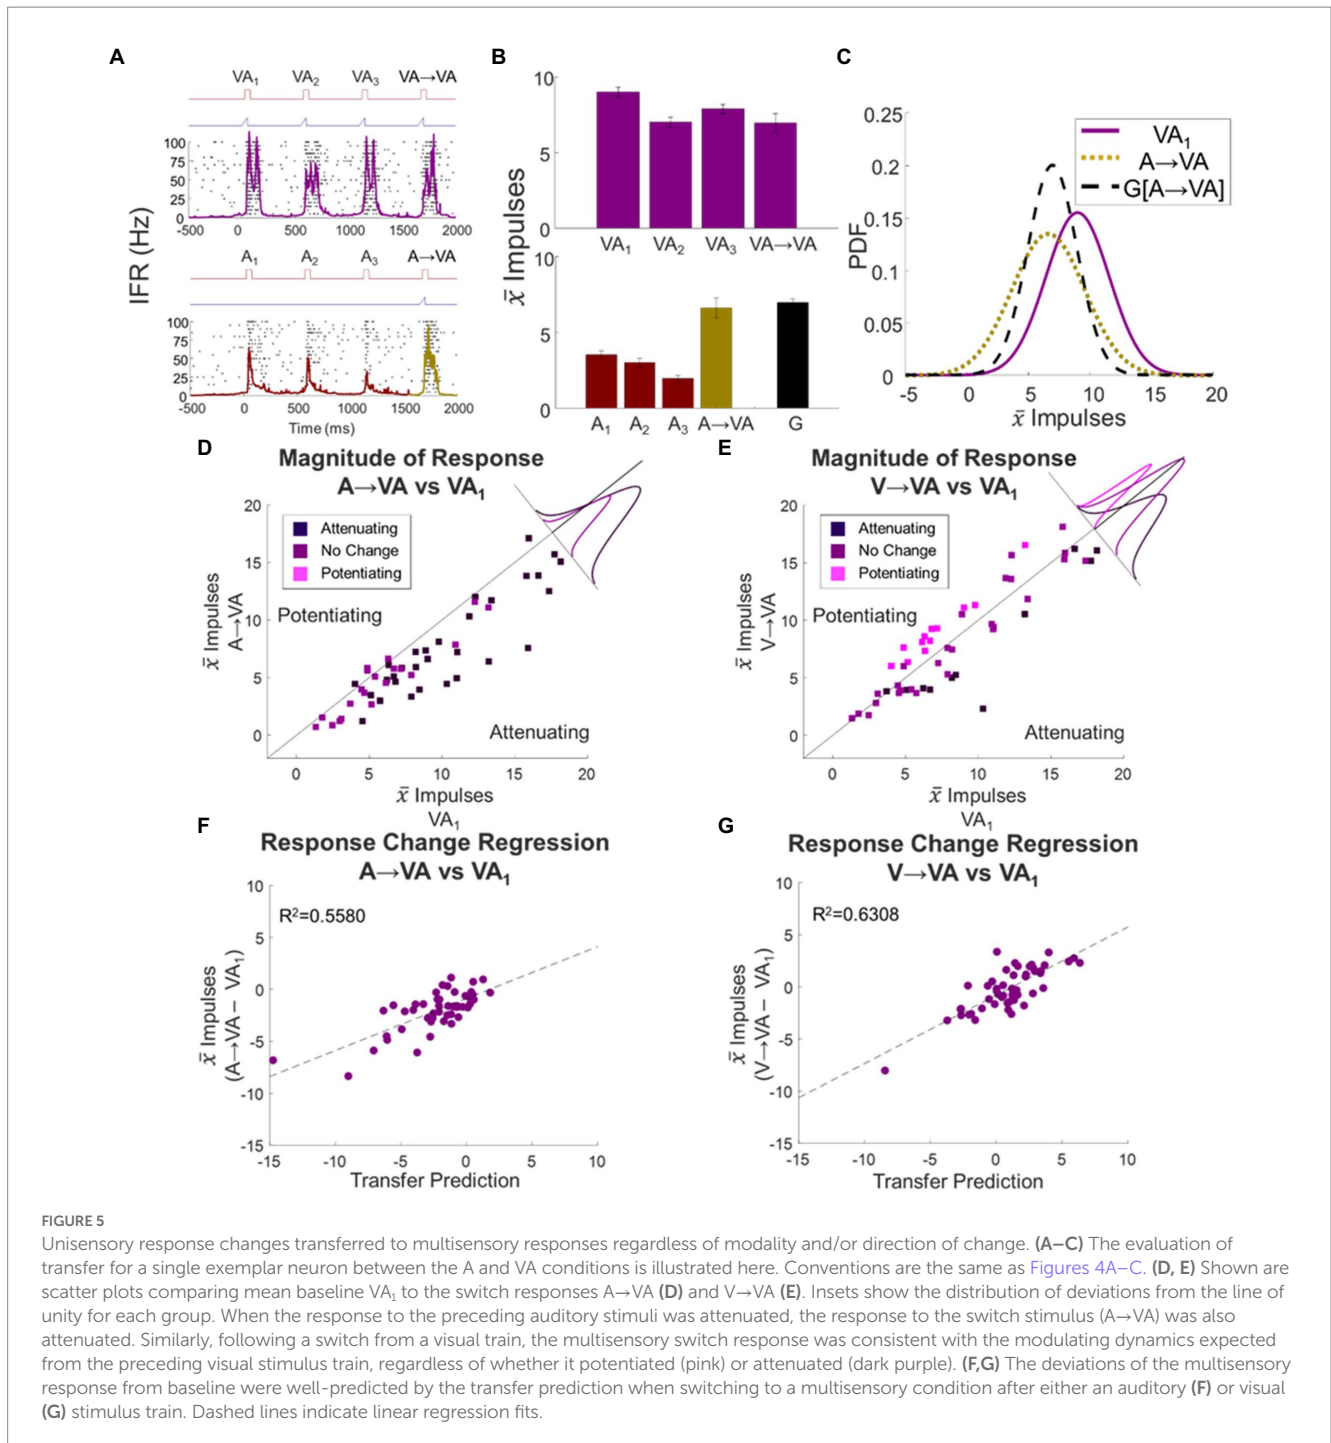 A
VA₁ VA₂ VA₃ VA→VA
100
75
50
25
0
-500 0 500 1000 1500 2000
A₁ A₂ A₃ A→VA
100
75
50
25
0
-500 0 500 1000 1500 2000
Time (ms)
IFR (Hz)
B
10
5
0
VA₁ VA₂ VA₃ VA→VA
10
5
0
A₁ A₂ A₃ A→VA G
x̄ Impulses
C
0.25
0.2
0.15
0.1
0.05
0
-5 0 5 10 15 20
PDF
x̄ Impulses
VA₁
A→VA
G[A→VA]
D
Magnitude of Response
A→VA vs VA₁
20
15
10
5
0
Attenuating
No Change
Potentiating
Potentiating
Attenuating
x̄ Impulses
A→VA
0 5 10 15 20
x̄ Impulses
VA₁
E
Magnitude of Response
V→VA vs VA₁
20
15
10
5
0
Attenuating
No Change
Potentiating
Potentiating
Attenuating
x̄ Impulses
V→VA
0 5 10 15 20
x̄ Impulses
VA₁
F
Response Change Regression
A→VA vs VA₁
10
5
0
-5
-10
-15
R²=0.5580
x̄ Impulses
(A→VA – VA₁)
-15 -10 -5 0 5 10
Transfer Prediction
G
Response Change Regression
V→VA vs VA₁
10
5
0
-5
-10
-15
R²=0.6308
x̄ Impulses
(V→VA – VA₁)
-15 -10 -5 0 5 10
Transfer Prediction
FIGURE 5
Unisensory response changes transferred to multisensory responses regardless of modality and/or direction of change. (A–C) The evaluation of
transfer for a single exemplar neuron between the A and VA conditions is illustrated here. Conventions are the same as Figures 4A–C. (D, E) Shown are
scatter plots comparing mean baseline VA₁ to the switch responses A→VA (D) and V→VA (E). Insets show the distribution of deviations from the line of
unity for each group. When the response to the preceding auditory stimuli was attenuated, the response to the switch stimulus (A→VA) was also
attenuated. Similarly, following a switch from a visual train, the multisensory switch response was consistent with the modulating dynamics expected
from the preceding visual stimulus train, regardless of whether it potentiated (pink) or attenuated (dark purple). (F,G) The deviations of the multisensory
response from baseline were well-predicted by the transfer prediction when switching to a multisensory condition after either an auditory (F) or visual
(G) stimulus train. Dashed lines indicate linear regression fits.